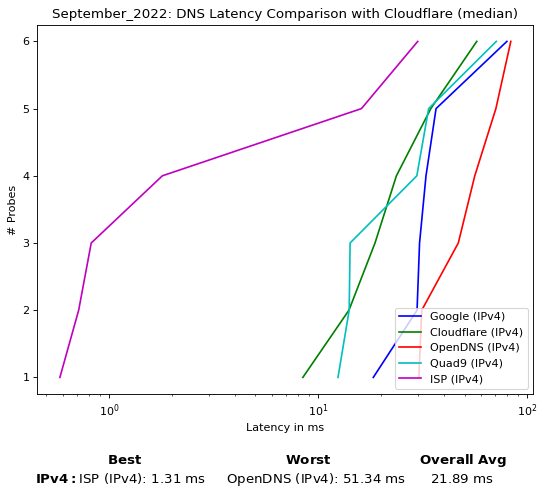 September_2022: DNS Latency Comparison with Cloudflare (median)
6
5
4
3
2
1
# Probes
Google (IPv4)
Cloudflare (IPv4)
OpenDNS (IPv4)
Quad9 (IPv4)
ISP (IPv4)
10⁰ 10¹ 10²
Latency in ms
Best Worst Overall Avg
IPv4: ISP (IPv4): 1.31 ms OpenDNS (IPv4): 51.34 ms 21.89 ms